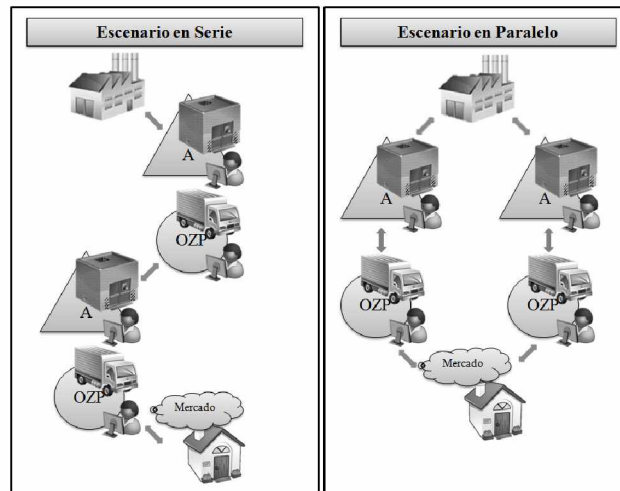 Escenario en Serie
A
OZP
A
OZP
Mercado
Escenario en Paralelo
A
A
OZP
OZP
Mercado